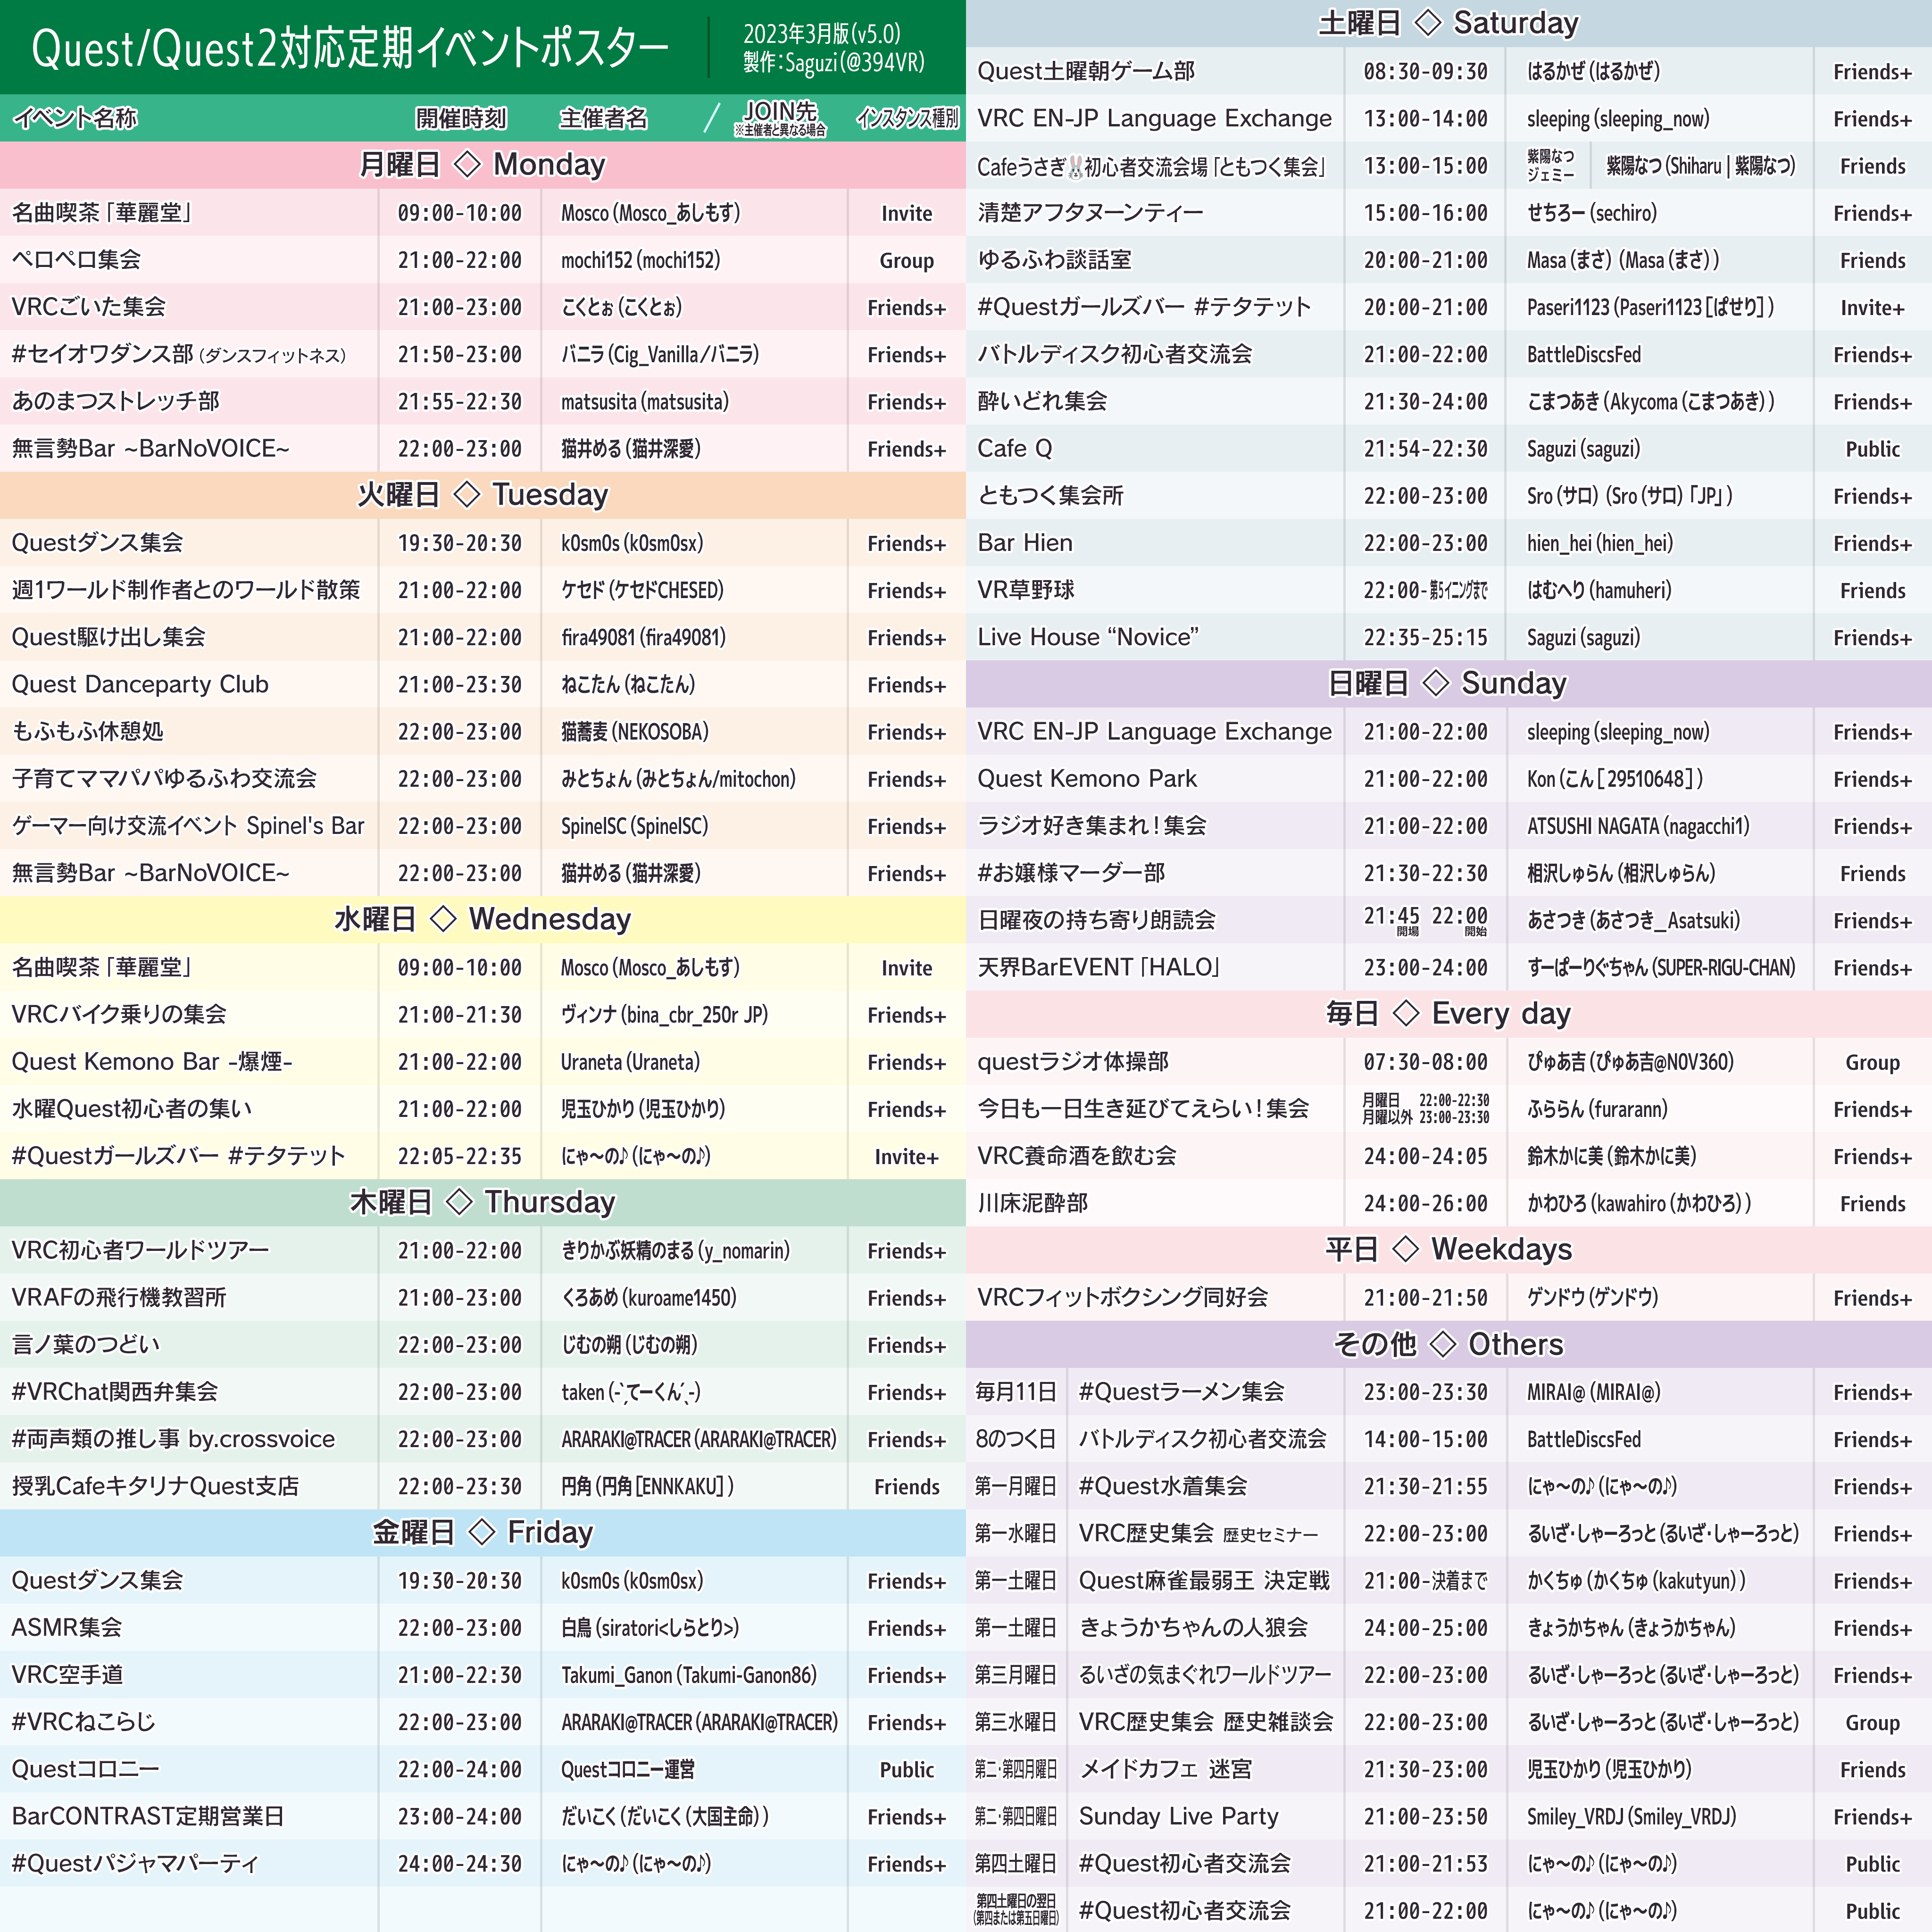 Quest/Quest2対応定期イベントポスター
2023年3月版(v5.0)
製作:Saguzi(@394VR)
イベント名称 開催時刻 主催者名 / JOIN先 ※主催者と異なる場合 インスタンス種別
月曜日 ◇ Monday
名曲喫茶「華麗堂」 09:00-10:00 Mosco(Mosco_あしもす) Invite
ペロペロ集会 21:00-22:00 mochi152(mochi152) Group
VRCごいた集会 21:00-23:00 こくとぉ(こくとぉ) Friends+
#セイオワダンス部(ダンスフィットネス) 21:50-23:00 バニラ(Cig_Vanilla/バニラ) Friends+
あのまつストレッチ部 21:55-22:30 matsusita(matsusita) Friends+
無言勢Bar ~BarNoVOICE~ 22:00-23:00 猫井める(猫井深愛) Friends+
火曜日 ◇ Tuesday
Questダンス集会 19:30-20:30 k0sm0s(k0sm0sx) Friends+
週1ワールド制作者とのワールド散策 21:00-22:00 ケセド(ケセドCHESED) Friends+
Quest駆け出し集会 21:00-22:00 fira49081(fira49081) Friends+
Quest Danceparty Club 21:00-23:30 ねこたん(ねこたん) Friends+
もふもふ休憩処 22:00-23:00 猫蕎麦(NEKOSOBA) Friends+
子育てママパパゆるふわ交流会 22:00-23:00 みとちょん(みとちょん/mitochon) Friends+
ゲーマー向け交流イベント Spinel's Bar 22:00-23:00 SpinelSC(SpinelSC) Friends+
無言勢Bar ~BarNoVOICE~ 22:00-23:00 猫井める(猫井深愛) Friends+
水曜日 ◇ Wednesday
名曲喫茶「華麗堂」 09:00-10:00 Mosco(Mosco_あしもす) Invite
VRCバイク乗りの集会 21:00-21:30 ヴィンナ(bina_cbr_250r JP) Friends+
Quest Kemono Bar -爆煙- 21:00-22:00 Uraneta(Uraneta) Friends+
水曜Quest初心者の集い 21:00-22:00 児玉ひかり(児玉ひかり) Friends+
#Questガールズバー #テタテット 22:05-22:35 にゃ〜の♪(にゃ〜の♪) Invite+
木曜日 ◇ Thursday
VRC初心者ワールドツアー 21:00-22:00 きりかぶ妖精のまる(y_nomarin) Friends+
VRAFの飛行機教習所 21:00-23:00 くろあめ(kuroame1450) Friends+
言ノ葉のつどい 22:00-23:00 じむの朔(じむの朔) Friends+
#VRChat関西弁集会 22:00-23:00 taken(-ˎˋてーくんˊˎ-) Friends+
#両声類の推し事 by.crossvoice 22:00-23:00 ARARAKI@TRACER(ARARAKI@TRACER) Friends+
授乳CafeキタリナQuest支店 22:00-23:30 円角(円角[ENNKAKU]) Friends
金曜日 ◇ Friday
Questダンス集会 19:30-20:30 k0sm0s(k0sm0sx) Friends+
ASMR集会 22:00-23:00 白鳥(siratori<しらとり>) Friends+
VRC空手道 21:00-22:30 Takumi_Ganon(Takumi-Ganon86) Friends+
#VRCねこらじ 22:00-23:00 ARARAKI@TRACER(ARARAKI@TRACER) Friends+
Questコロニー 22:00-24:00 Questコロニー運営 Public
BarCONTRAST定期営業日 23:00-24:00 だいこく(だいこく(大国主命)) Friends+
#Questパジャマパーティ 24:00-24:30 にゃ〜の♪(にゃ〜の♪) Friends+
土曜日 ◇ Saturday
Quest土曜朝ゲーム部 08:30-09:30 はるかぜ(はるかぜ) Friends+
VRC EN-JP Language Exchange 13:00-14:00 sleeping(sleeping_now) Friends+
Cafeうさぎ🐰初心者交流会場「ともつく集会」 13:00-15:00 紫陽なつ ジェミー 紫陽なつ(Shiharu | 紫陽なつ) Friends
清楚アフタヌーンティー 15:00-16:00 せちろー(sechiro) Friends+
ゆるふわ談話室 20:00-21:00 Masa(まさ)(Masa(まさ)) Friends
#Questガールズバー #テタテット 20:00-21:00 Paseri1123(Paseri1123[ぱせり]) Invite+
バトルディスク初心者交流会 21:00-22:00 BattleDiscsFed Friends+
酔いどれ集会 21:30-24:00 こまつあき(Akycoma(こまつあき)) Friends+
Cafe Q 21:54-22:30 Saguzi(saguzi) Public
ともつく集会所 22:00-23:00 Sro(サロ)(Sro(サロ)「JP」) Friends+
Bar Hien 22:00-23:00 hien_hei(hien_hei) Friends+
VR草野球 22:00-第5イニングまで はむへり(hamuheri) Friends
Live House “Novice” 22:35-25:15 Saguzi(saguzi) Friends+
日曜日 ◇ Sunday
VRC EN-JP Language Exchange 21:00-22:00 sleeping(sleeping_now) Friends+
Quest Kemono Park 21:00-22:00 Kon(こん[29510648]) Friends+
ラジオ好き集まれ!集会 21:00-22:00 ATSUSHI NAGATA(nagacchi1) Friends+
#お嬢様マーダー部 21:30-22:30 相沢しゅらん(相沢しゅらん) Friends
日曜夜の持ち寄り朗読会 21:45開場 22:00開始 あさつき(あさつき_Asatsuki) Friends+
天界BarEVENT「HALO」 23:00-24:00 すーぱーりぐちゃん(SUPER-RIGU-CHAN) Friends+
毎日 ◇ Every day
questラジオ体操部 07:30-08:00 ぴゅあ吉(ぴゅあ吉@NOV360) Group
今日も一日生き延びてえらい!集会 月曜日 22:00-22:30 月曜以外 23:00-23:30 ふららん(furarann) Friends+
VRC養命酒を飲む会 24:00-24:05 鈴木かに美(鈴木かに美) Friends+
川床泥酔部 24:00-26:00 かわひろ(kawahiro(かわひろ)) Friends
平日 ◇ Weekdays
VRCフィットボクシング同好会 21:00-21:50 ゲンドウ(ゲンドウ) Friends+
その他 ◇ Others
毎月11日 #Questラーメン集会 23:00-23:30 MIRAI@(MIRAI@) Friends+
8のつく日 バトルディスク初心者交流会 14:00-15:00 BattleDiscsFed Friends+
第一月曜日 #Quest水着集会 21:30-21:55 にゃ〜の♪(にゃ〜の♪) Friends+
第一水曜日 VRC歴史集会 歴史セミナー 22:00-23:00 るいざ・しゃーろっと(るいざ・しゃーろっと) Friends+
第一土曜日 Quest麻雀最弱王 決定戦 21:00-決着まで かくちゅ(かくちゅ(kakutyun)) Friends+
第一土曜日 きょうかちゃんの人狼会 24:00-25:00 きょうかちゃん(きょうかちゃん) Friends+
第三月曜日 るいざの気まぐれワールドツアー 22:00-23:00 るいざ・しゃーろっと(るいざ・しゃーろっと) Friends+
第三水曜日 VRC歴史集会 歴史雑談会 22:00-23:00 るいざ・しゃーろっと(るいざ・しゃーろっと) Group
第二・第四月曜日 メイドカフェ 迷宮 21:30-23:00 児玉ひかり(児玉ひかり) Friends
第二・第四日曜日 Sunday Live Party 21:00-23:50 Smiley_VRDJ(Smiley_VRDJ) Friends+
第四土曜日 #Quest初心者交流会 21:00-21:53 にゃ〜の♪(にゃ〜の♪) Public
第四土曜日の翌日(第四または第五日曜日) #Quest初心者交流会 21:00-22:00 にゃ〜の♪(にゃ〜の♪) Public